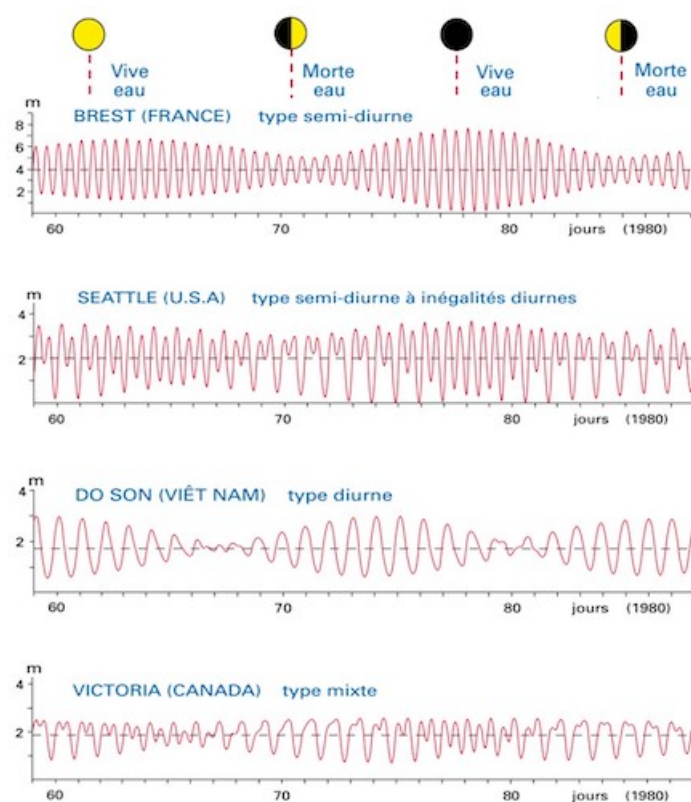 Vive eau
Morte eau
Vive eau
Morte eau
m
BREST (FRANCE) type semi-diurne
8
6
4
2
60 70 80 jours (1980)
m
SEATTLE (U.S.A) type semi-diurne à inégalités diurnes
4
2
60 70 80 jours (1980)
m
DO SON (VIÊT NAM) type diurne
4
2
60 70 80 jours (1980)
m
VICTORIA (CANADA) type mixte
4
2
60 70 80 jours (1980)